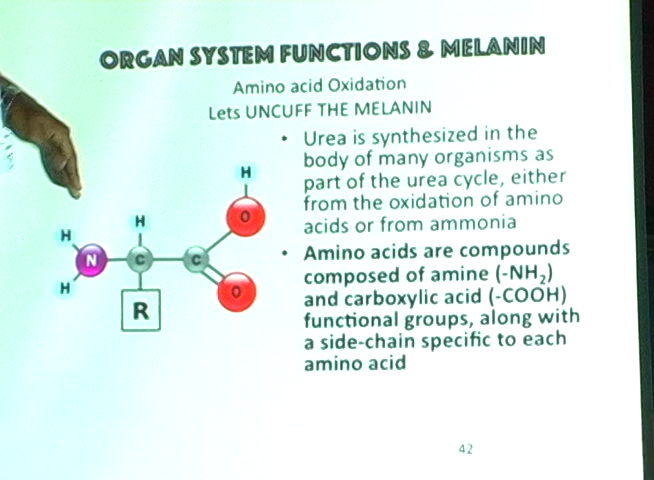 ORGAN SYSTEM FUNCTIONS & MELANIN
Amino acid Oxidation
Lets UNCUFF THE MELANIN
• Urea is synthesized in the
body of many organisms as
part of the urea cycle, either
from the oxidation of amino
acids or from ammonia
• Amino acids are compounds
composed of amine (-NH₂)
and carboxylic acid (-COOH)
functional groups, along with
a side-chain specific to each
amino acid
H
O
H
H
N
C
C
H
O
R
42